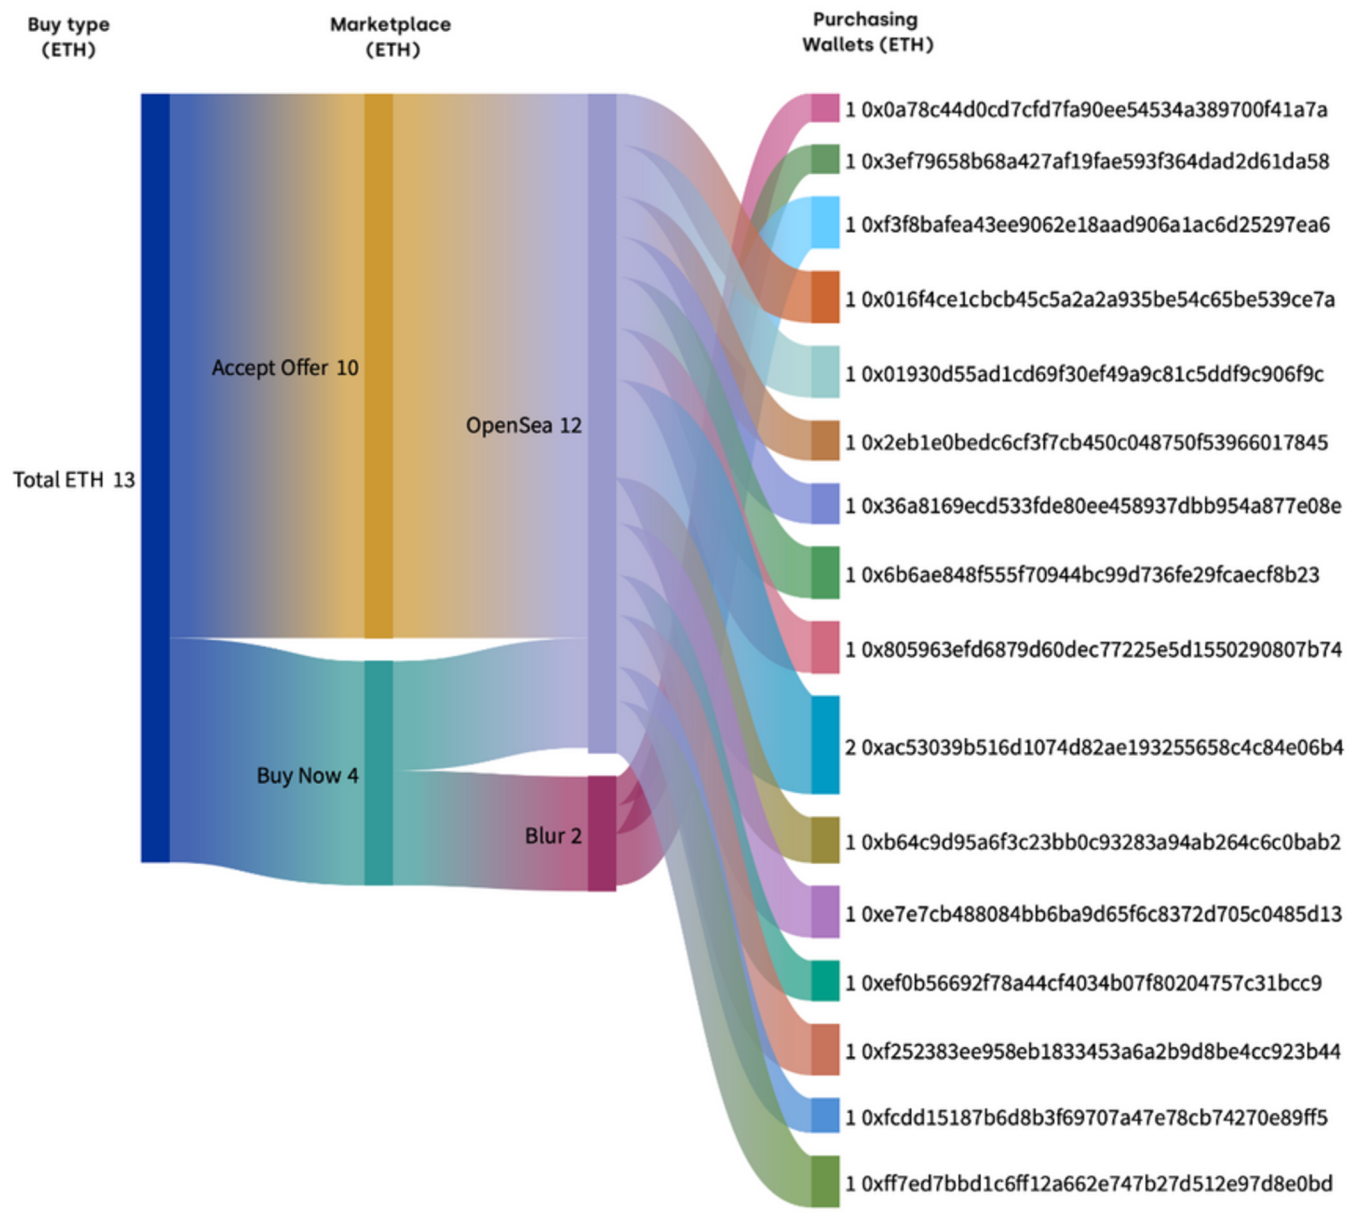 Buy type
(ETH)
Marketplace
(ETH)
Purchasing
Wallets (ETH)
Total ETH 13
Accept Offer 10
Buy Now 4
OpenSea 12
Blur 2
1 0x0a78c44d0cd7cfd7fa90ee54534a389700f41a7a
1 0x3ef79658b68a427af19fae593f364dad2d61da58
1 0xf3f8bafea43ee9062e18aad906a1ac6d25297ea6
1 0x016f4ce1cbcb45c5a2a2a935be54c65be539ce7a
1 0x01930d55ad1cd69f30ef49a9c81c5ddf9c906f9c
1 0x2eb1e0bedc6cf3f7cb450c048750f53966017845
1 0x36a8169ecd533fde80ee458937dbb954a877e08e
1 0x6b6ae848f555f70944bc99d736fe29fcaecf8b23
1 0x805963efd6879d60dec77225e5d1550290807b74
2 0xac53039b516d1074d82ae193255658c4c84e06b4
1 0xb64c9d95a6f3c23bb0c93283a94ab264c6c0bab2
1 0xe7e7cb488084bb6ba9d65f6c8372d705c0485d13
1 0xef0b56692f78a44cf4034b07f80204757c31bcc9
1 0xf252383ee958eb1833453a6a2b9d8be4cc923b44
1 0xfcdd15187b6d8b3f69707a47e78cb74270e89ff5
1 0xff7ed7bbd1c6ff12a662e747b27d512e97d8e0bd